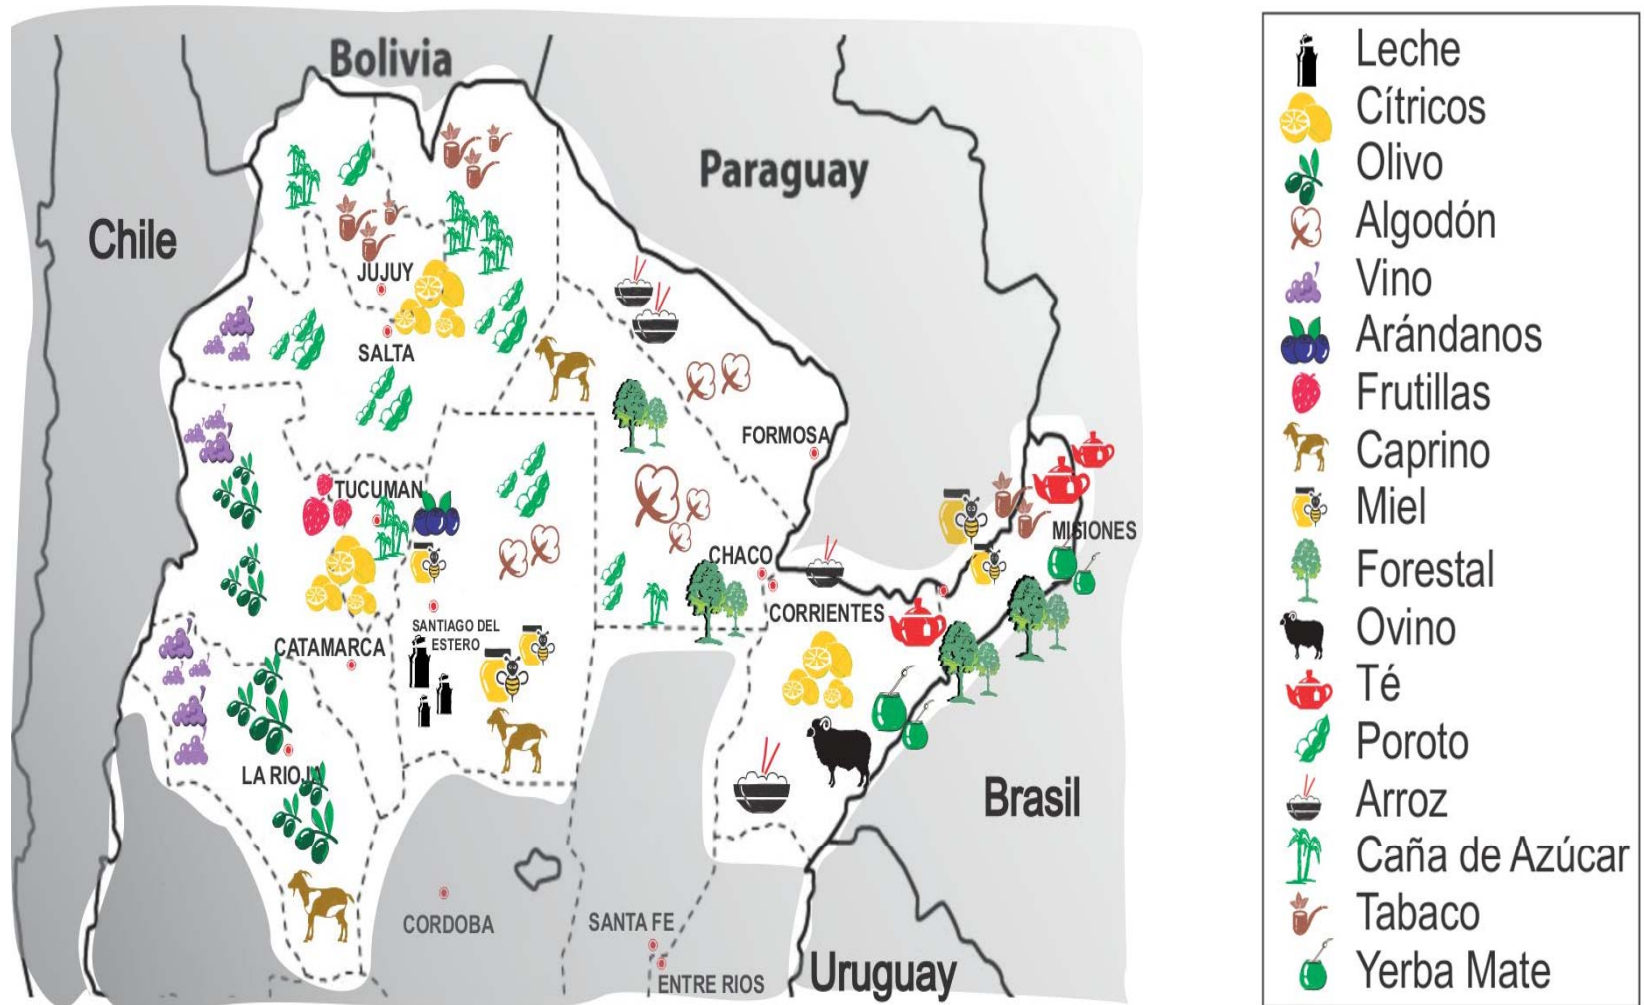 Bolivia
Paraguay
Chile
JUJUY
SALTA
FORMOSA
TUCUMAN
MISIONES
CHACO
CORRIENTES
SANTIAGO DEL
ESTERO
CATAMARCA
LA RIOJA
Brasil
CORDOBA
SANTA FE
ENTRE RIOS
Uruguay
Leche
Cítricos
Olivo
Algodón
Vino
Arándanos
Frutillas
Caprino
Miel
Forestal
Ovino
Té
Poroto
Arroz
Caña de Azúcar
Tabaco
Yerba Mate